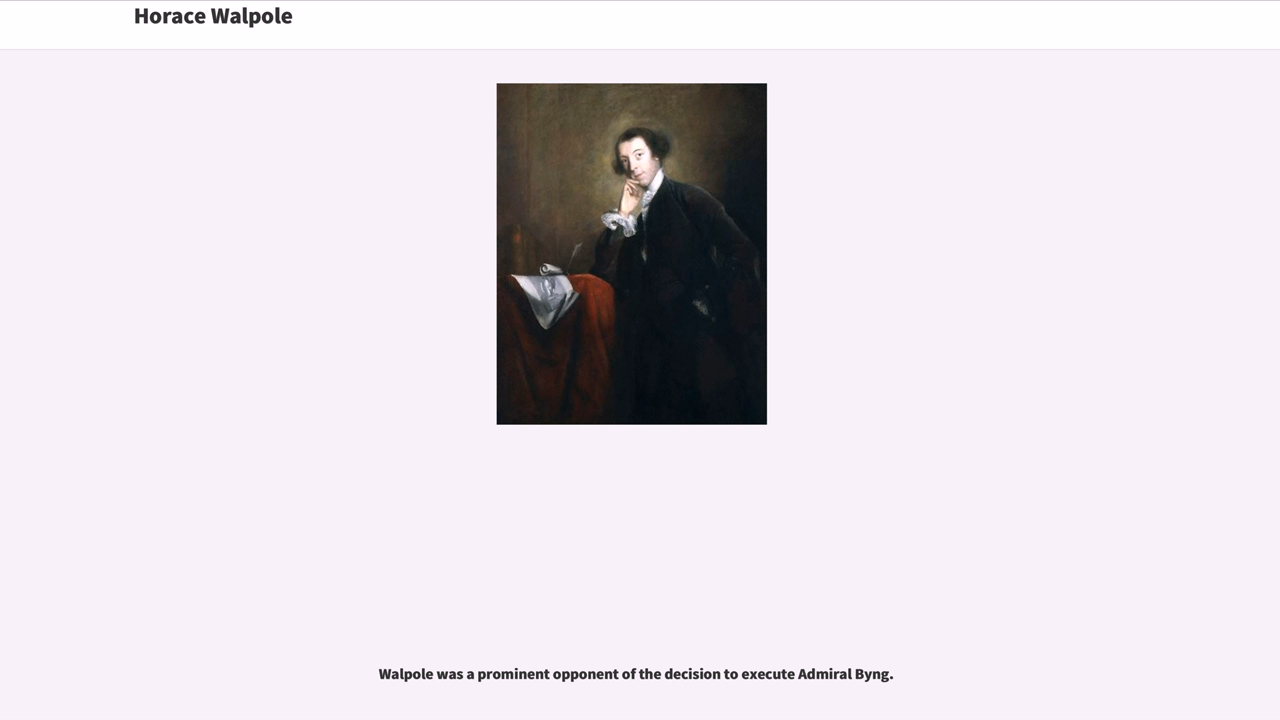 Horace Walpole
Walpole was a prominent opponent of the decision to execute Admiral Byng.